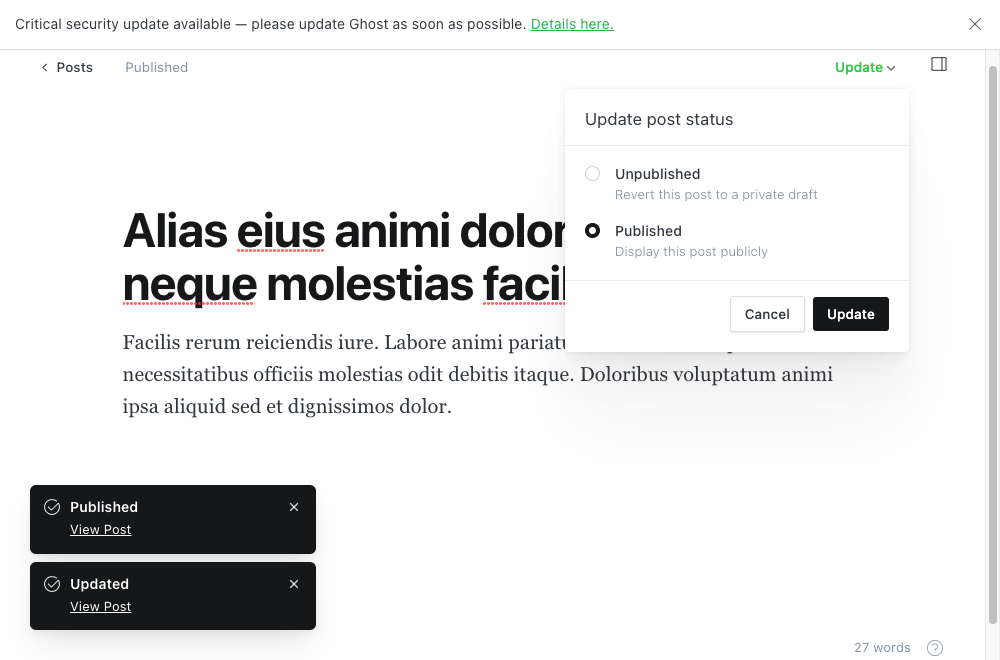 Critical security update available — please update Ghost as soon as possible. Details here.
Posts
Published
Update
Update post status
Unpublished
Revert this post to a private draft
Published
Display this post publicly
Cancel
Update
Alias eius animi dolor
neque molestias facil
Facilis rerum reiciendis iure. Labore animi pariatu
necessitatibus officiis molestias odit debitis itaque. Doloribus voluptatum animi
ipsa aliquid sed et dignissimos dolor.
Published
View Post
Updated
View Post
27 words
?